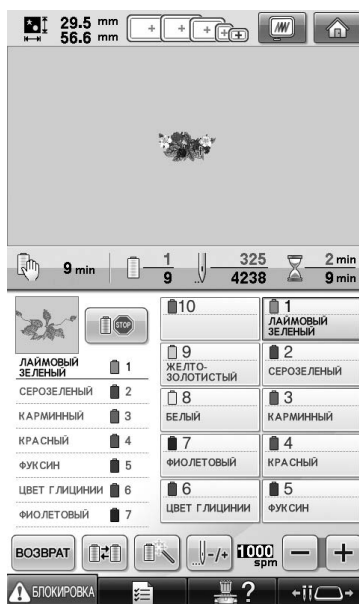 29.5 mm
56.6 mm
9 min
1
9
325
4238
2 min
9 min
10
1
ЛАЙМОВЫЙ
ЗЕЛЕНЫЙ
9
ЖЕЛТО-
ЗОЛОТИСТЫЙ
2
СЕРОЗЕЛЕНЫЙ
8
БЕЛЫЙ
3
КАРМИННЫЙ
7
ФИОЛЕТОВЫЙ
4
КРАСНЫЙ
6
ЦВЕТ ГЛИЦИНИИ
5
ФУКСИН
STOP
ЛАЙМОВЫЙ
ЗЕЛЕНЫЙ 1
СЕРОЗЕЛЕНЫЙ 2
КАРМИННЫЙ 3
КРАСНЫЙ 4
ФУКСИН 5
ЦВЕТ ГЛИЦИНИИ 6
ФИОЛЕТОВЫЙ 7
ВОЗВРАТ
-/+
1000
spm
− +
БЛОКИРОВКА
?